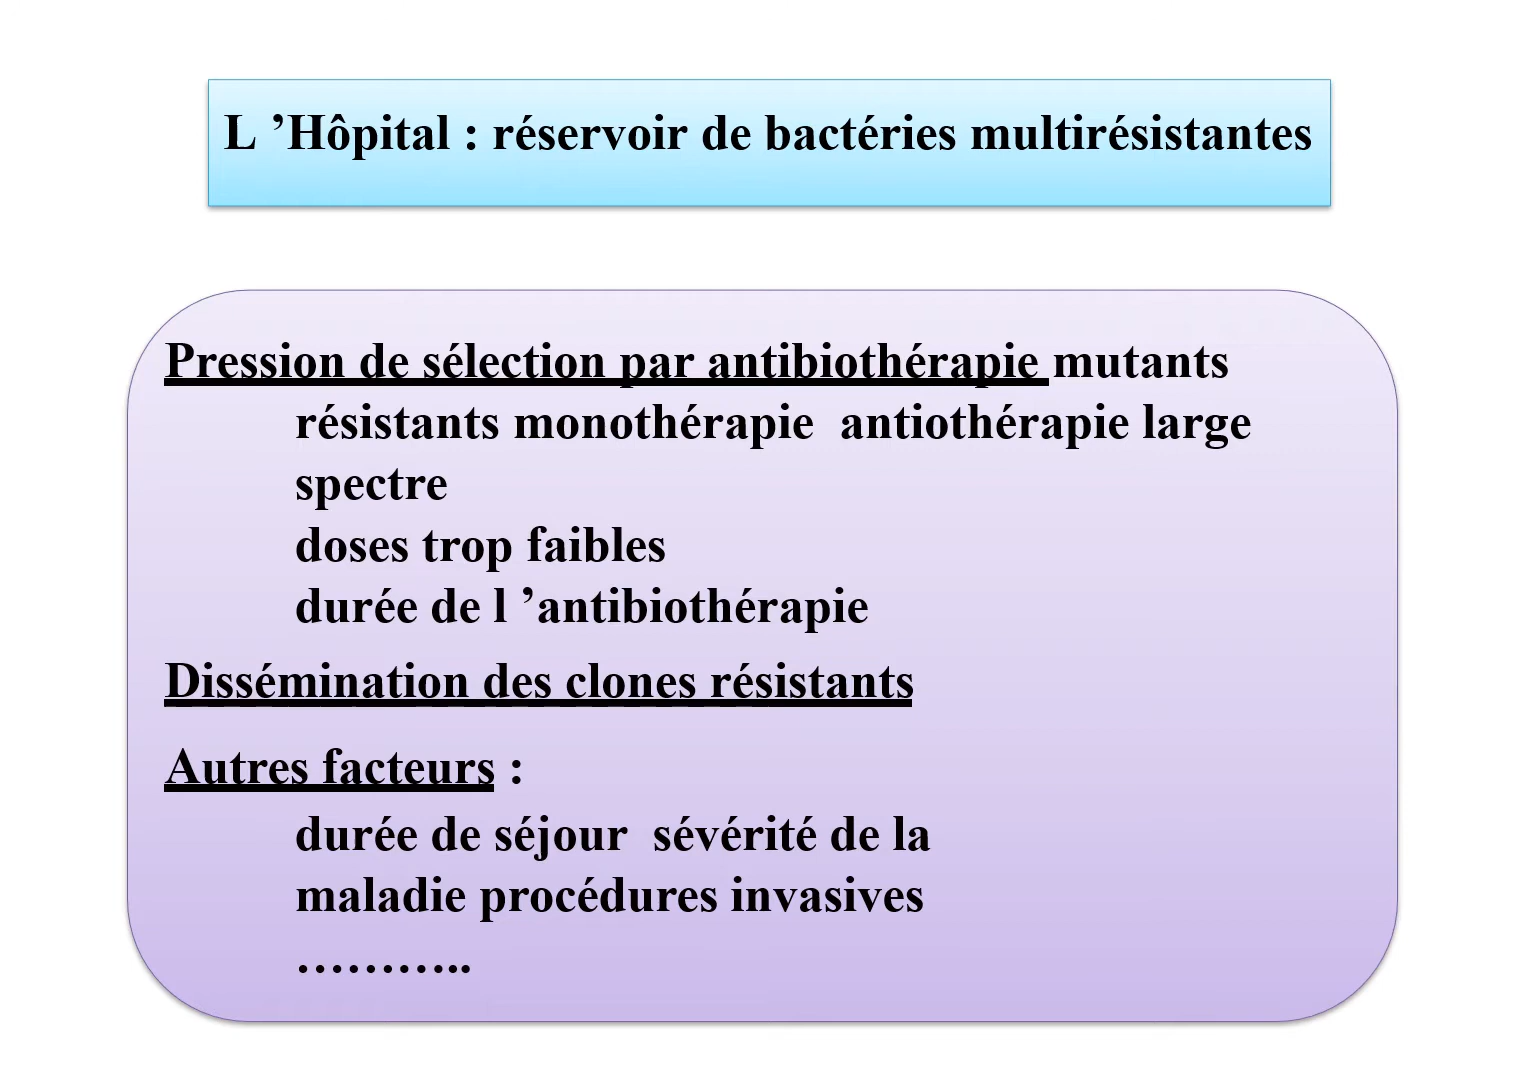 L ’Hôpital : réservoir de bactéries multirésistantes
Pression de sélection par antibiothérapie mutants
résistants monothérapie  antiothérapie large
spectre
doses trop faibles
durée de l ’antibiothérapie
Dissémination des clones résistants
Autres facteurs :
durée de séjour  sévérité de la
maladie procédures invasives
………..